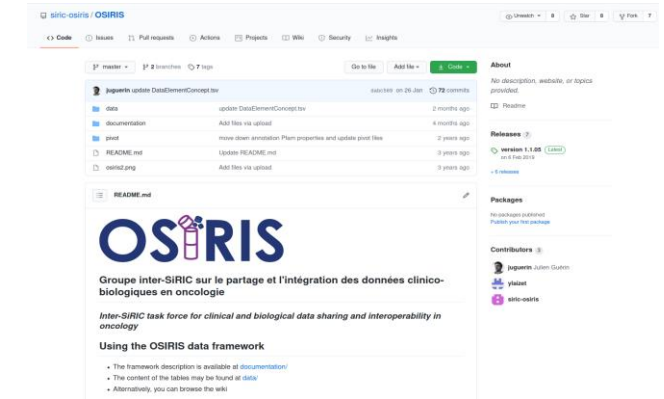 siric-osiris / OSIRIS
Unwatch 8 Star 8 Fork 7
Code Issues Pull requests Actions Projects Wiki Security Insights
master 2 branches 7 tags Go to file Add file Code
juguerin update DataElementConcept.tsv on 26 Jan 72 commits
data update DataElementConcept.tsv 2 months ago
documentation Add files via upload 4 months ago
pivot move down annotation Ptam properties and update pivot files 2 years ago
README.md Update README.md 3 years ago
osiris2.png Add files via upload 3 years ago
README.md
OSIRIS
Groupe inter-SiRIC sur le partage et l'intégration des données clinico-
biologiques en oncologie
Inter-SiRIC task force for clinical and biological data sharing and interoperability in
oncology
Using the OSIRIS data framework
• The framework description is available at documentation/
• The content of the tables may be found at data/
• Alternatively, you can browse the wiki
About
No description, website, or topics
provided.
Readme
Releases 7
version 1.1.05 Latest
on 6 Feb 2019
+ 6 releases
Packages
No packages published
Publish your first package
Contributors 3
juguerin Julien Guérin
ylaizet
siric-osiris